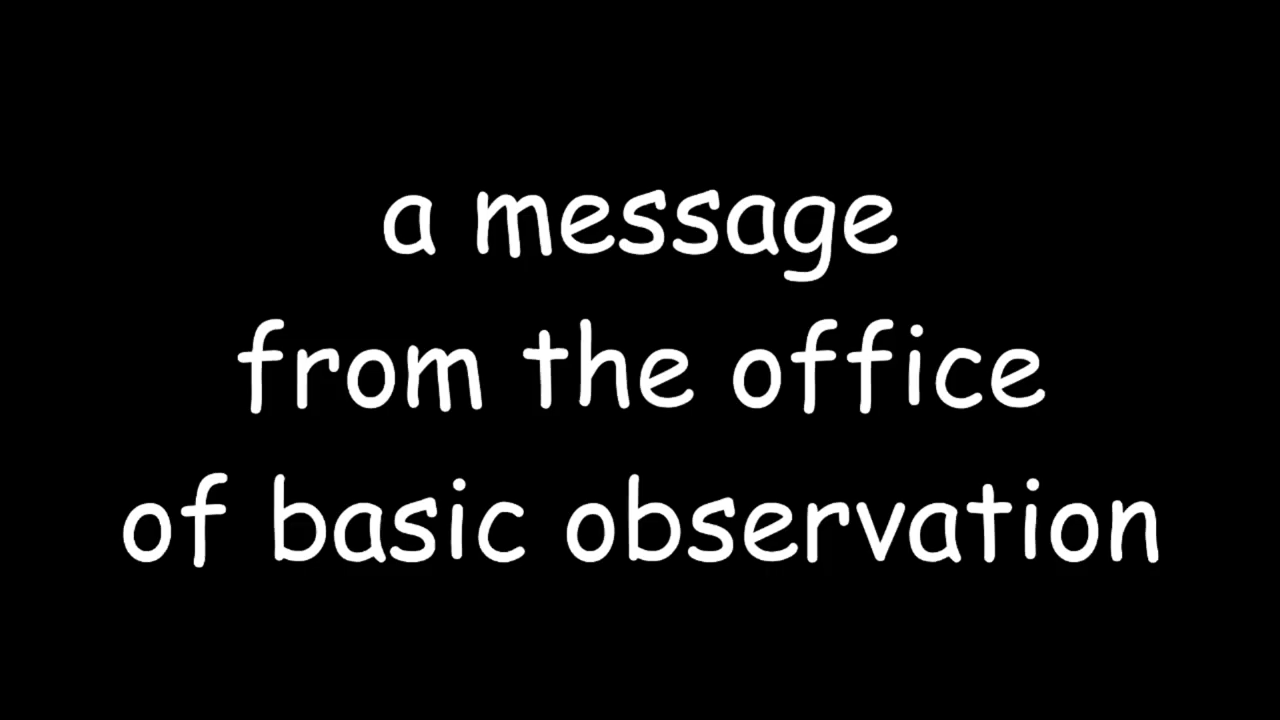 a message
from the office
of basic observation